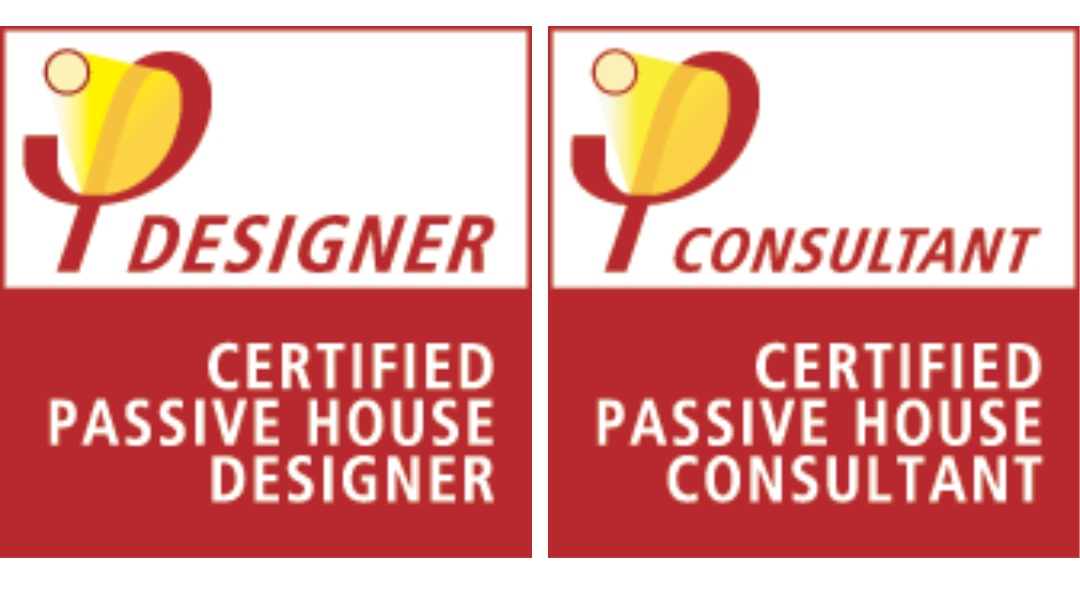 DESIGNER
CERTIFIED
PASSIVE HOUSE
DESIGNER
CONSULTANT
CERTIFIED
PASSIVE HOUSE
CONSULTANT